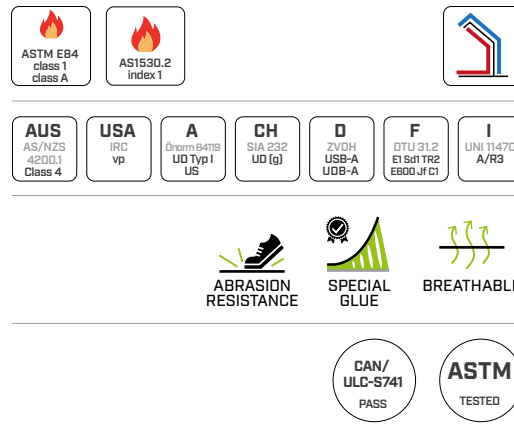 ASTM E84
class 1
class A
AS1530.2
index 1
AUS
AS/NZS
4200.1
Class 4
USA
IRC
vp
A
Önorm B4119
UD Typ I
US
CH
SIA 232
UD (g)
D
ZVDH
USB-A
UDB-A
F
DTU 31.2
E1 Sd1 TR2
E600 Jf C1
I
UNI 11470
A/R3
ABRASION
RESISTANCE
SPECIAL
GLUE
BREATHABLE
CAN/
ULC-S741
PASS
ASTM
TESTED